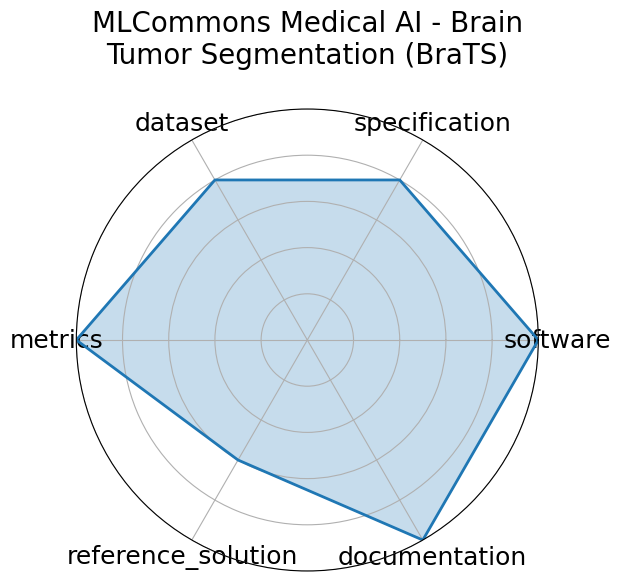 MLCommons Medical AI - Brain
Tumor Segmentation (BraTS)
dataset
specification
metrics
software
reference_solution
documentation